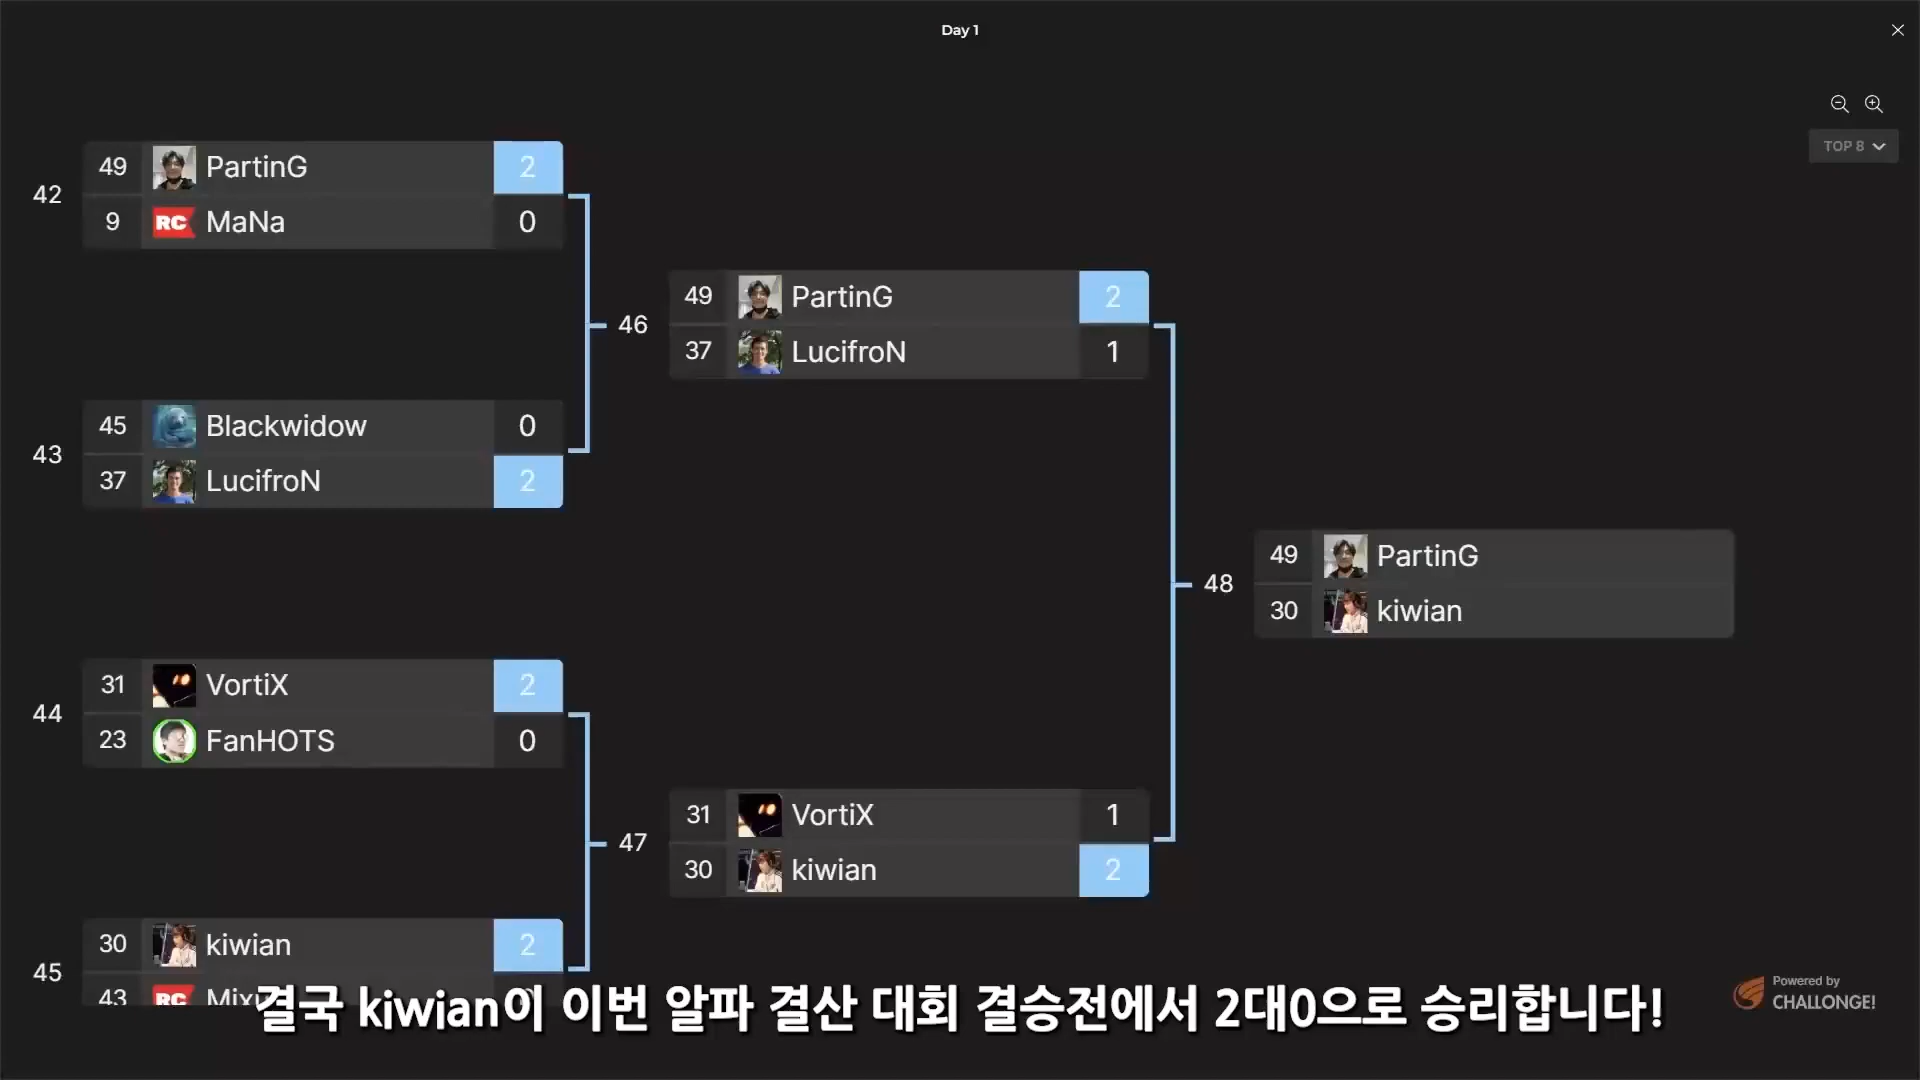 Day 1
TOP 8
42
49 PartinG 2
9 RC MaNa 0
43
45 Blackwidow 0
37 LucifroN 2
44
31 VortiX 2
23 FanHOTS 0
45
30 kiwian 2
43 RC
46
49 PartinG 2
37 LucifroN 1
47
31 VortiX 1
30 kiwian 2
48
49 PartinG
30 kiwian
결국 kiwian이 이번 알파 결산 대회 결승전에서 2대0으로 승리합니다!
Powered by
CHALLONGE!